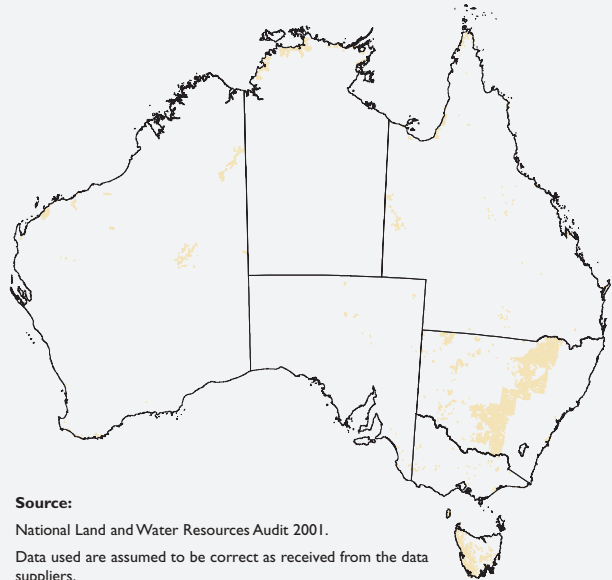 Source:
National Land and Water Resources Audit 2001.
Data used are assumed to be correct as received from the data
suppliers.